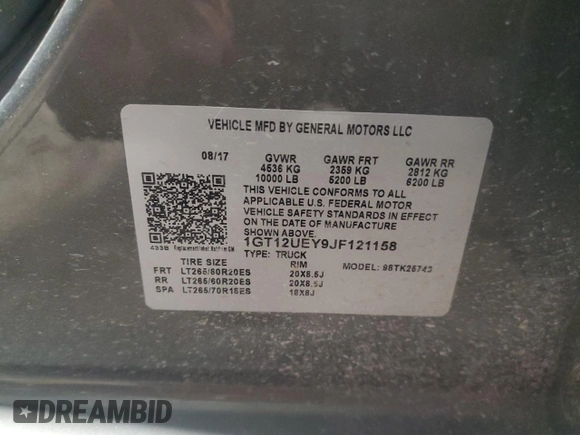 VEHICLE MFD BY GENERAL MOTORS LLC
08/17 GVWR GAWR FRT GAWR RR
4536 KG 2359 KG 2812 KG
10000 LB 5200 LB 6200 LB
THIS VEHICLE CONFORMS TO ALL
APPLICABLE U.S. FEDERAL MOTOR
VEHICLE SAFETY STANDARDS IN EFFECT
ON THE DATE OF MANUFACTURE
SHOWN ABOVE.
1GT12UEY9JF121158
TYPE: TRUCK
TIRE SIZE RIM MODEL:
FRT LT265/60R20ES 20X8.5J
RR LT265/60R20ES 20X8.5J
SPA LT265/70R18ES 18X8J
DREAMBID